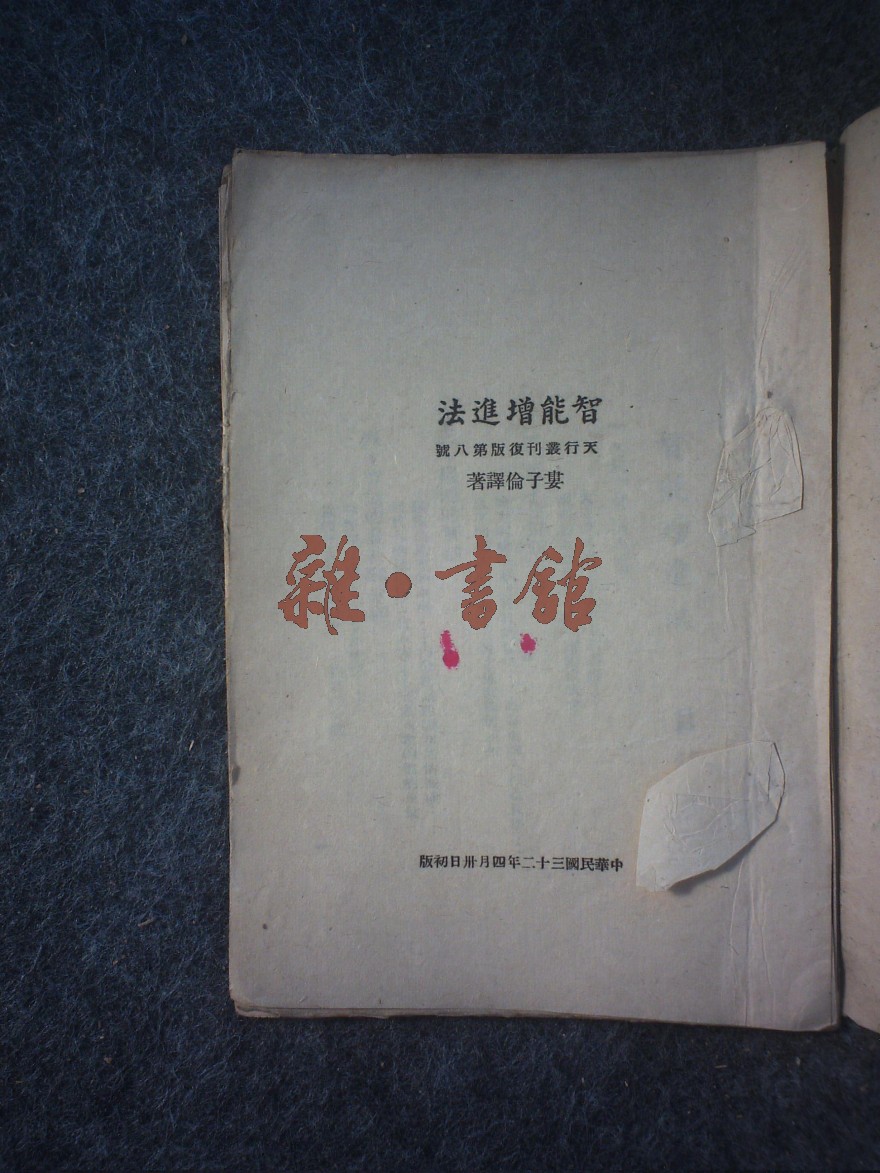 智能增進法
天行叢刊復版第八號
婁子倫譯著
雜·書館
中華民國三十二年四月卅日初版